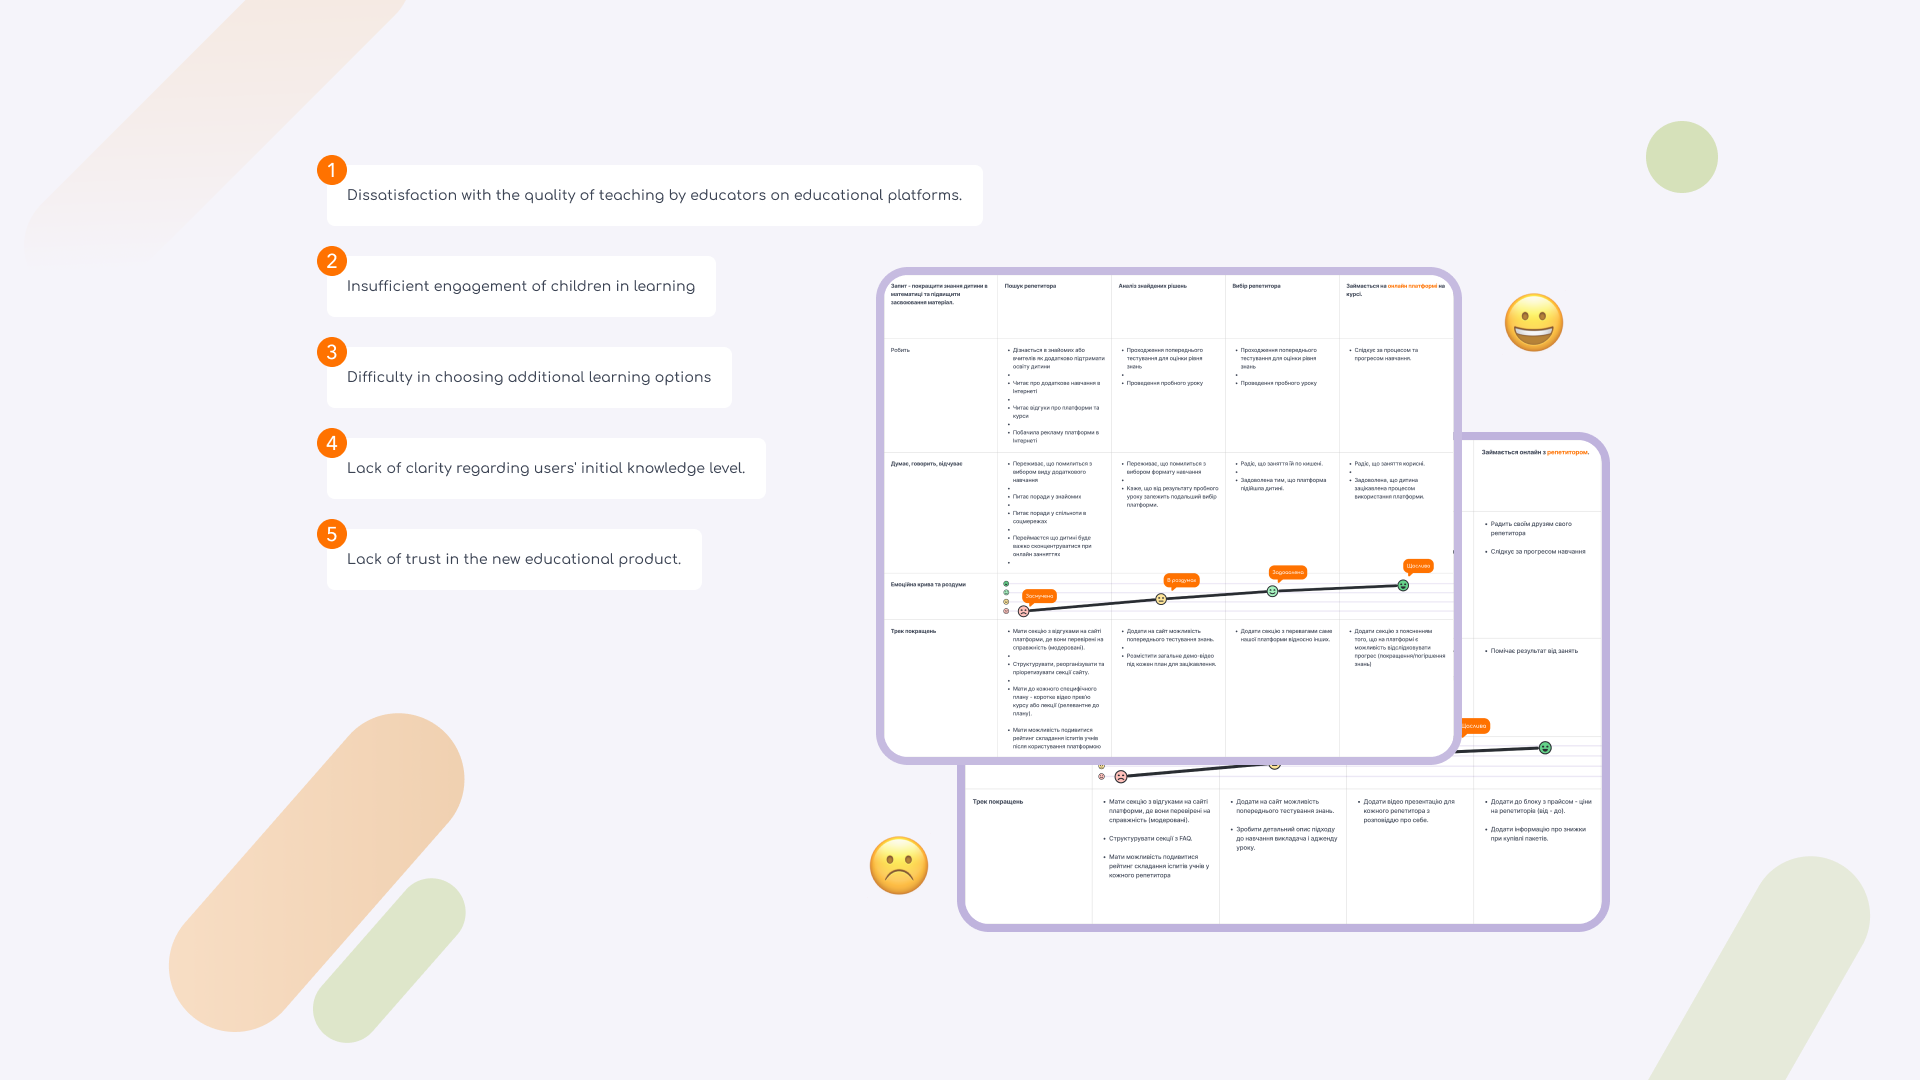 1
Dissatisfaction with the quality of teaching by educators on educational platforms.
2
Insufficient engagement of children in learning
3
Difficulty in choosing additional learning options
4
Lack of clarity regarding users' initial knowledge level.
5
Lack of trust in the new educational product.
Запит - покращити знання дитини в
математиці та підвищити
засвоювання матеріал.
Пошук репетитора
Аналіз знайдених рішень
Вибір репетитора
Займається на онлайн платформі на
курсі.
Робить
• Дізнається в знайомих або
вчителів як додатково підтримати
освіту дитини
•
• Читає про додаткове навчання в
інтернеті
•
• Читає відгуки про платформи та
курси
•
• Побачила рекламу платформи в
інтернеті
• Проходження попереднього
тестування для оцінки рівня
знань
•
• Проведення пробного уроку
• Проходження попереднього
тестування для оцінки рівня
знань
•
• Проведення пробного уроку
• Слідкує за процесом та
прогресом навчання.
Думає, говорить, відчуває
• Переживає, що помилиться з
вибором виду додаткового
навчання
•
• Питає поради у знайомих
•
• Питає поради у спільноти в
соцмережах
•
• Переймається що дитині буде
важко сконцентруватися при
онлайн заняттях
•
• Переживає, що помилиться з
вибором формату навчання
•
• Каже, що від результату пробного
уроку залежить подальший вибір
платформи.
• Радіє, що заняття їй по кишені.
•
• Задоволена тим, що платформа
підійшла дитині.
• Радіє, що заняття корисні.
•
• Задоволена, що дитина
зацікавлена процесом
використання платформи.
Емоційна крива та роздуми
Засмучена
В роздумах
Задоволена
Щаслива
Трек покращень
• Мати секцію з відгуками на сайті
платформи, де вони перевірені на
справжність (модеровані).
•
• Структурувати, реорганізувати та
пріоретизувати секції сайту.
•
• Мати до кожного специфічного
плану - коротке відео прев'ю
курсу або лекції (релевантне до
плану).
• Мати можливість подивитися
рейтинг складання іспитів учнів
після користування платформою
• Додати на сайт можливість
попереднього тестування знань.
•
• Розмістити загальне демо-відео
під кожен план для зацікавлення.
• Додати секцію з перевагами саме
нашої платформи відносно інших.
• Додати секцію з поясненням
того, що на платформі є
можливість відслідковувати
прогрес (покращення/погіршення
знань)
Займається онлайн з репетитором.
• Радить своїм друзям свого
репетитора
• Слідкує за прогресом навчання
• Помічає результат від занять
Щаслива
Трек покращень
• Мати секцію з відгуками на сайті
платформи, де вони перевірені на
справжність (модеровані).
• Структурувати секції з FAQ.
• Мати можливість подивитися
рейтинг складання іспитів учнів у
кожного репетитора
• Додати на сайт можливість
попереднього тестування знань.
• Зробити детальний опис підходу
до навчання викладача і адженду
уроку.
• Додати відео презентацію для
кожного репетитора з
розповіддю про себе.
• Додати до блоку з прайсом - ціни
на репетиторів (від - до).
• Додати інформацію про знижки
при купівлі пакетів.